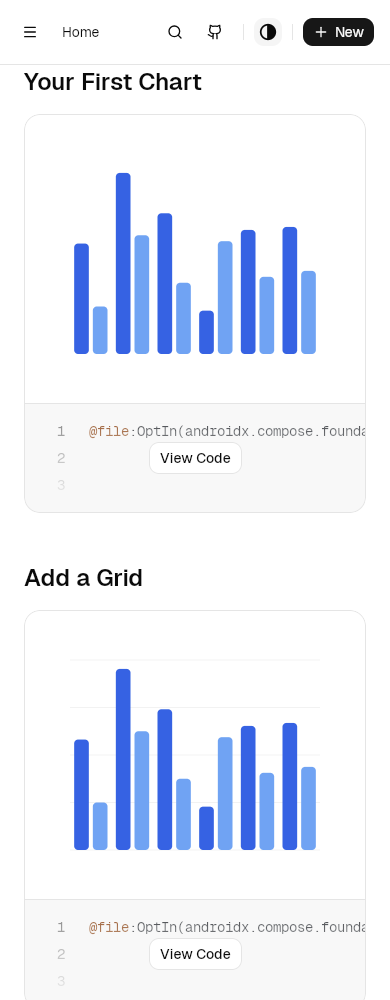 Home
New
Your First Chart
1 @file:OptIn(androidx.compose.founda
2
View Code
3
Add a Grid
1 @file:OptIn(androidx.compose.founda
2
View Code
3